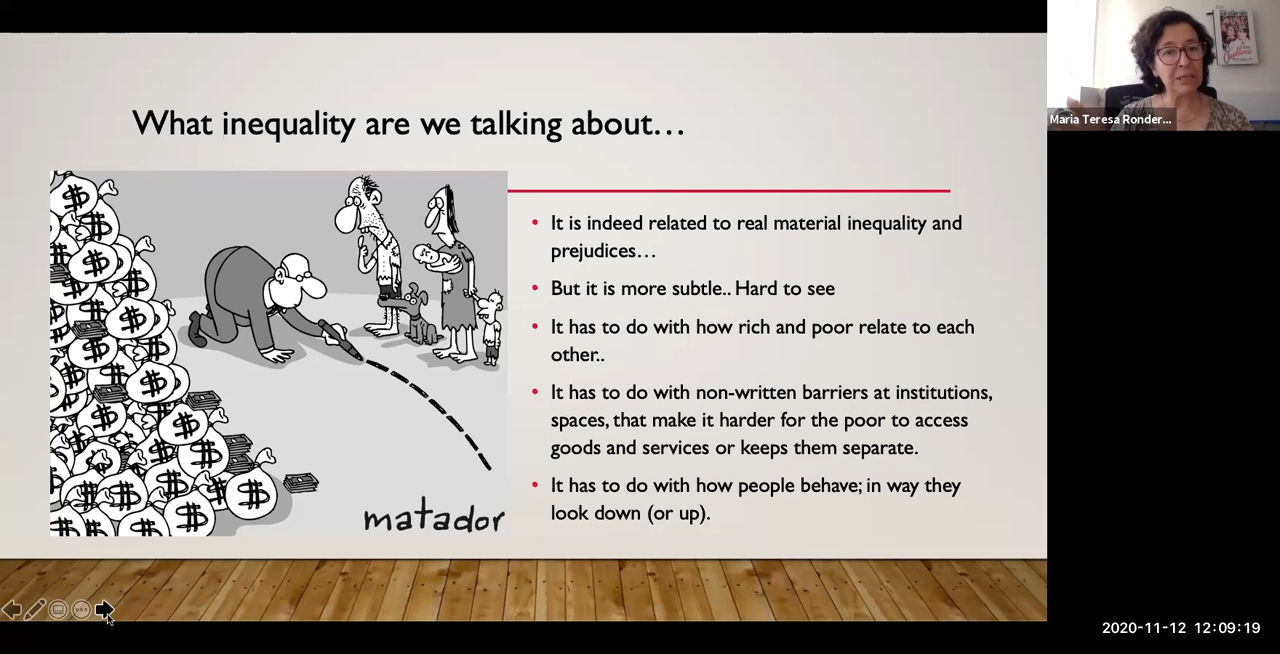 What inequality are we talking about…
• It is indeed related to real material inequality and
prejudices…
• But it is more subtle.. Hard to see
• It has to do with how rich and poor relate to each
other..
• It has to do with non-written barriers at institutions,
spaces, that make it harder for the poor to access
goods and services or keeps them separate.
• It has to do with how people behave; in way they
look down (or up).
matador
Maria Teresa Ronder...
2020-11-12 12:09:19